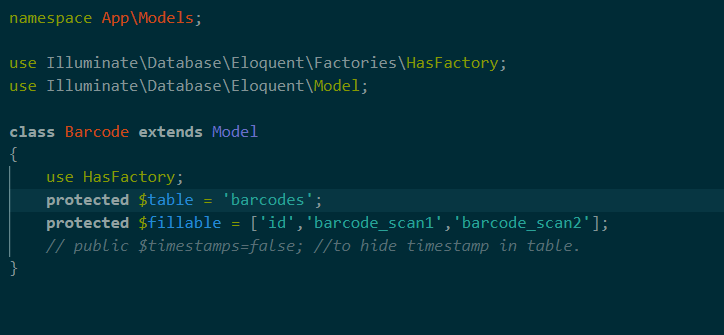 namespace App\Models;
use Illuminate\Database\Eloquent\Factories\HasFactory;
use Illuminate\Database\Eloquent\Model;
class Barcode extends Model
{
use HasFactory;
protected $table = 'barcodes';
protected $fillable = ['id','barcode_scan1','barcode_scan2'];
// public $timestamps=false; //to hide timestamp in table.
}